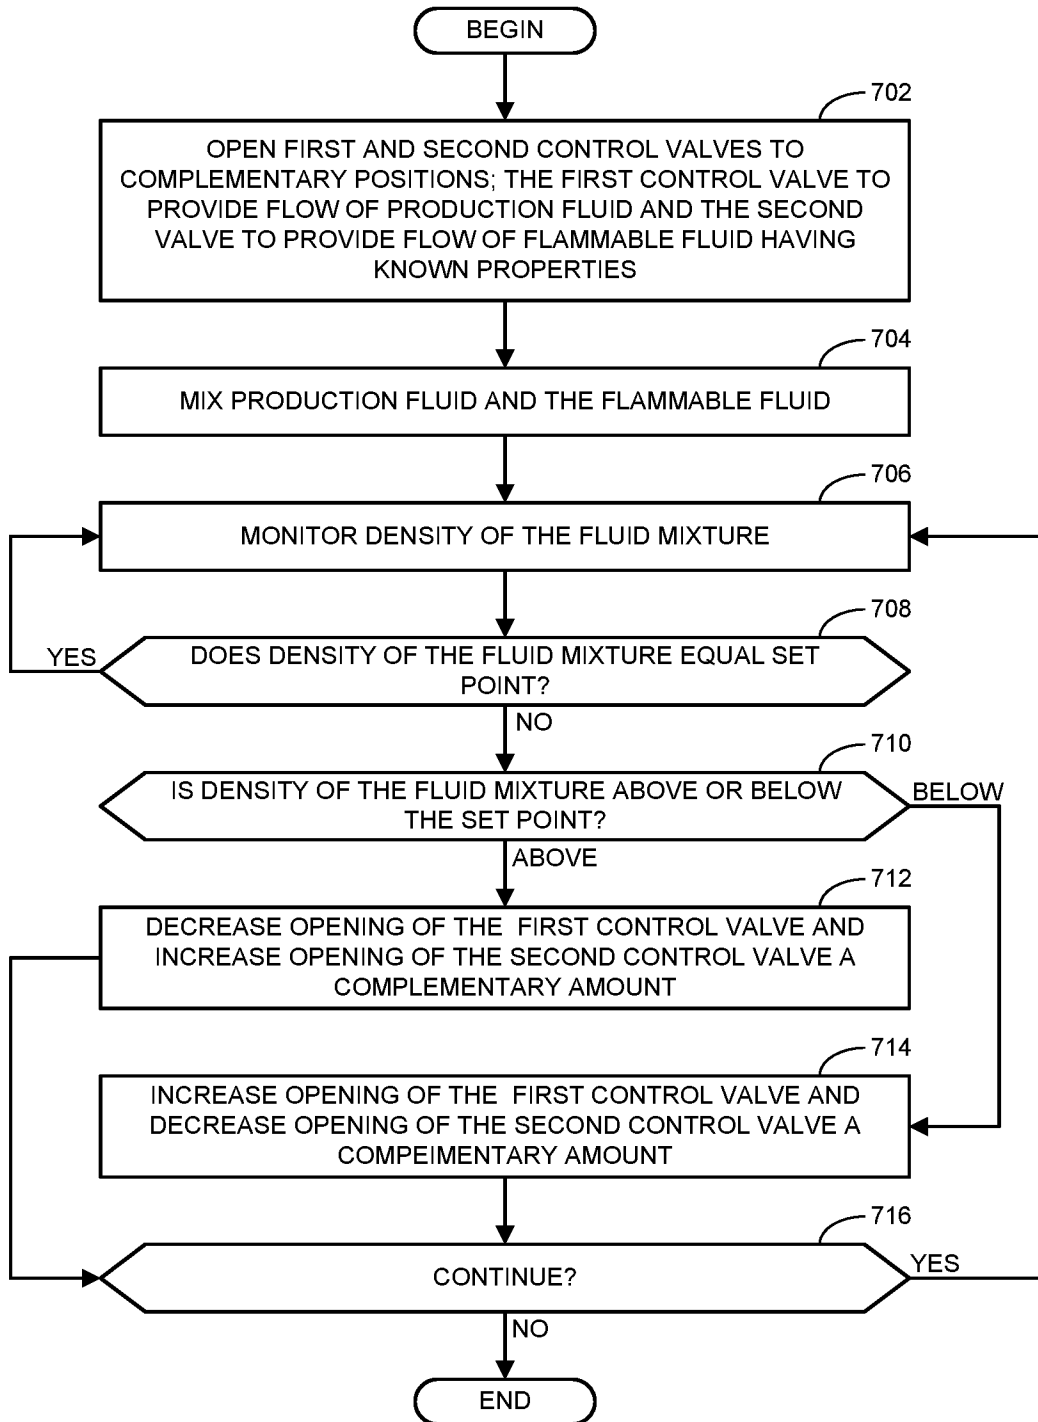 BEGIN
702
OPEN FIRST AND SECOND CONTROL VALVES TO
COMPLEMENTARY POSITIONS; THE FIRST CONTROL VALVE TO
PROVIDE FLOW OF PRODUCTION FLUID AND THE SECOND
VALVE TO PROVIDE FLOW OF FLAMMABLE FLUID HAVING
KNOWN PROPERTIES
704
MIX PRODUCTION FLUID AND THE FLAMMABLE FLUID
706
MONITOR DENSITY OF THE FLUID MIXTURE
708
YES
DOES DENSITY OF THE FLUID MIXTURE EQUAL SET
POINT?
NO
710
IS DENSITY OF THE FLUID MIXTURE ABOVE OR BELOW
THE SET POINT?
BELOW
ABOVE
712
DECREASE OPENING OF THE FIRST CONTROL VALVE AND
INCREASE OPENING OF THE SECOND CONTROL VALVE A
COMPLEMENTARY AMOUNT
714
INCREASE OPENING OF THE FIRST CONTROL VALVE AND
DECREASE OPENING OF THE SECOND CONTROL VALVE A
COMPEIMENTARY AMOUNT
716
CONTINUE?
YES
NO
END